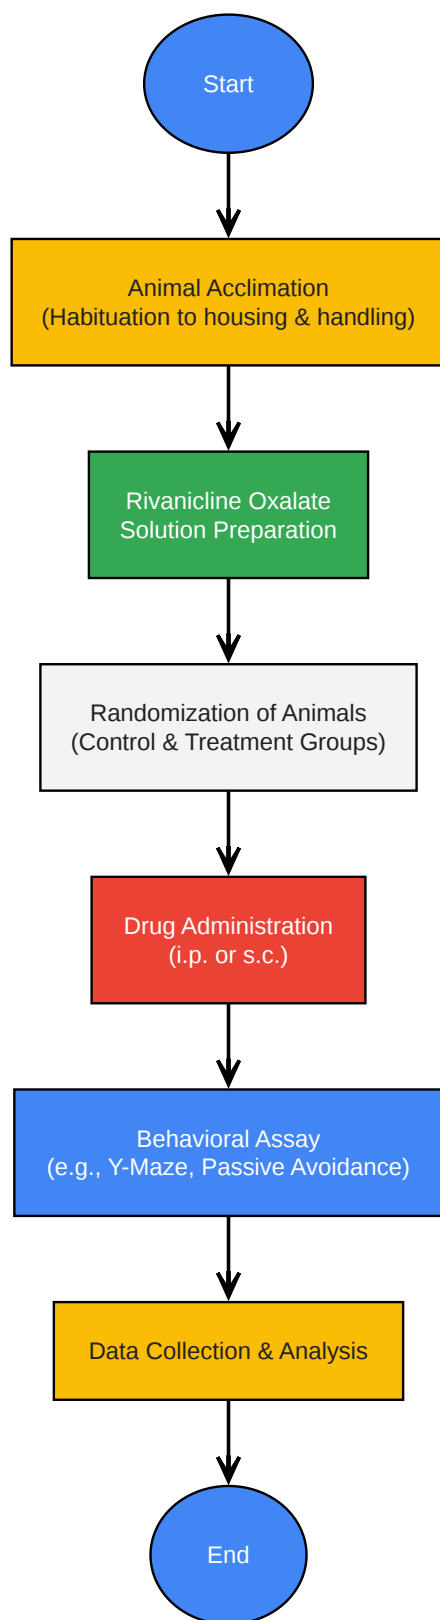 Start
Animal Acclimation
(Habituation to housing & handling)
Rivanicline Oxalate
Solution Preparation
Randomization of Animals
(Control & Treatment Groups)
Drug Administration
(i.p. or s.c.)
Behavioral Assay
(e.g., Y-Maze, Passive Avoidance)
Data Collection & Analysis
End